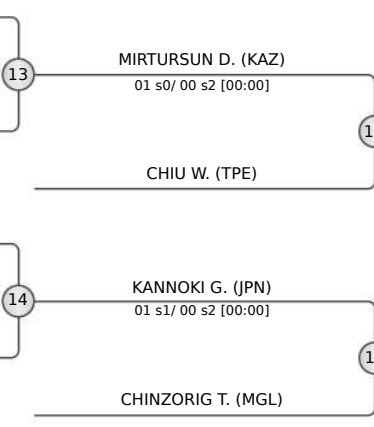 13
MIRTURSUN D. (KAZ)
01 s0/ 00 s2 [00:00]
CHIU W. (TPE)
14
KANNOKI G. (JPN)
01 s1/ 00 s2 [00:00]
CHINZORIG T. (MGL)